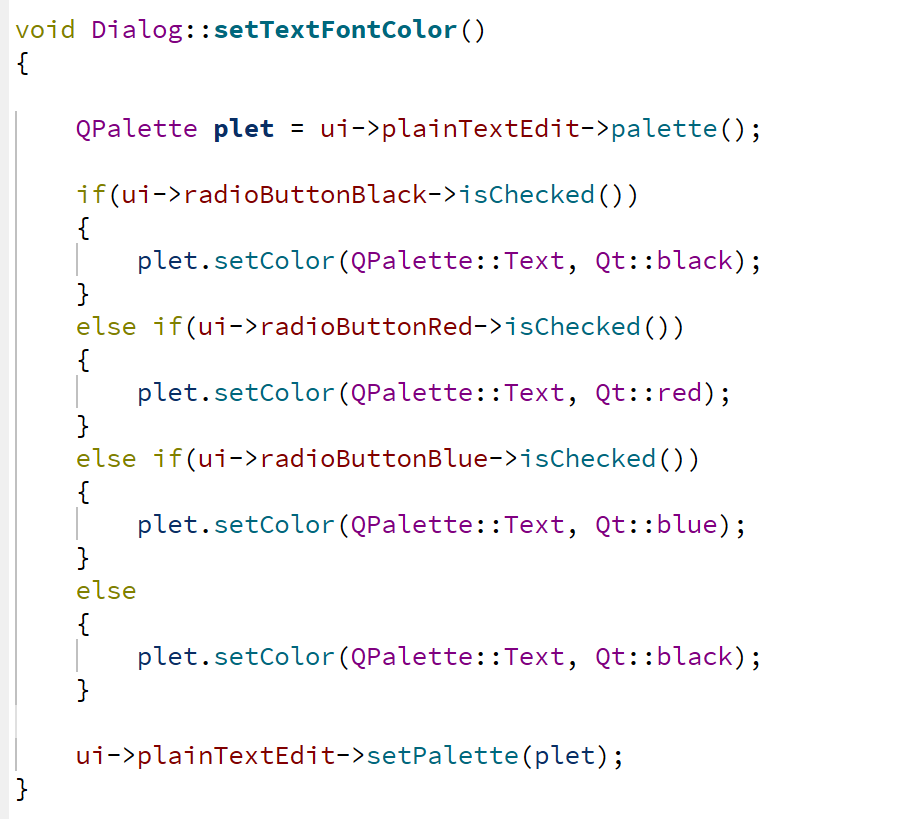 void Dialog::setTextFontColor()
{
    QPalette plet = ui->plainTextEdit->palette();
    if(ui->radioButtonBlack->isChecked())
    {
        plet.setColor(QPalette::Text, Qt::black);
    }
    else if(ui->radioButtonRed->isChecked())
    {
        plet.setColor(QPalette::Text, Qt::red);
    }
    else if(ui->radioButtonBlue->isChecked())
    {
        plet.setColor(QPalette::Text, Qt::blue);
    }
    else
    {
        plet.setColor(QPalette::Text, Qt::black);
    }
    ui->plainTextEdit->setPalette(plet);
}